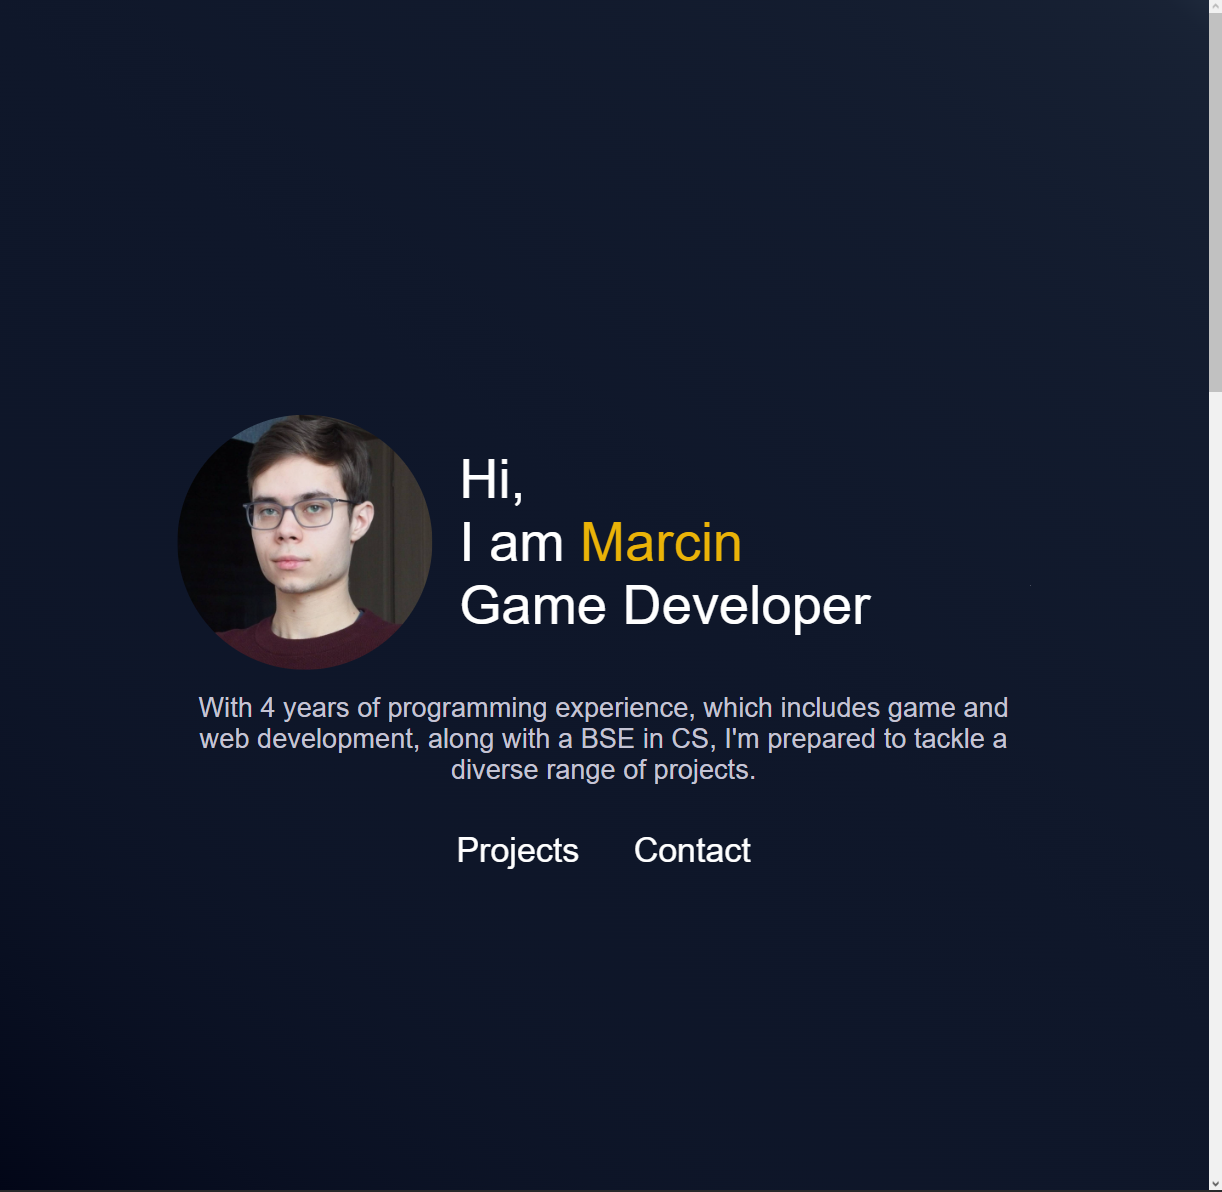 Hi,
I am Marcin
Game Developer
With 4 years of programming experience, which includes game and
web development, along with a BSE in CS, I'm prepared to tackle a
diverse range of projects.
Projects Contact